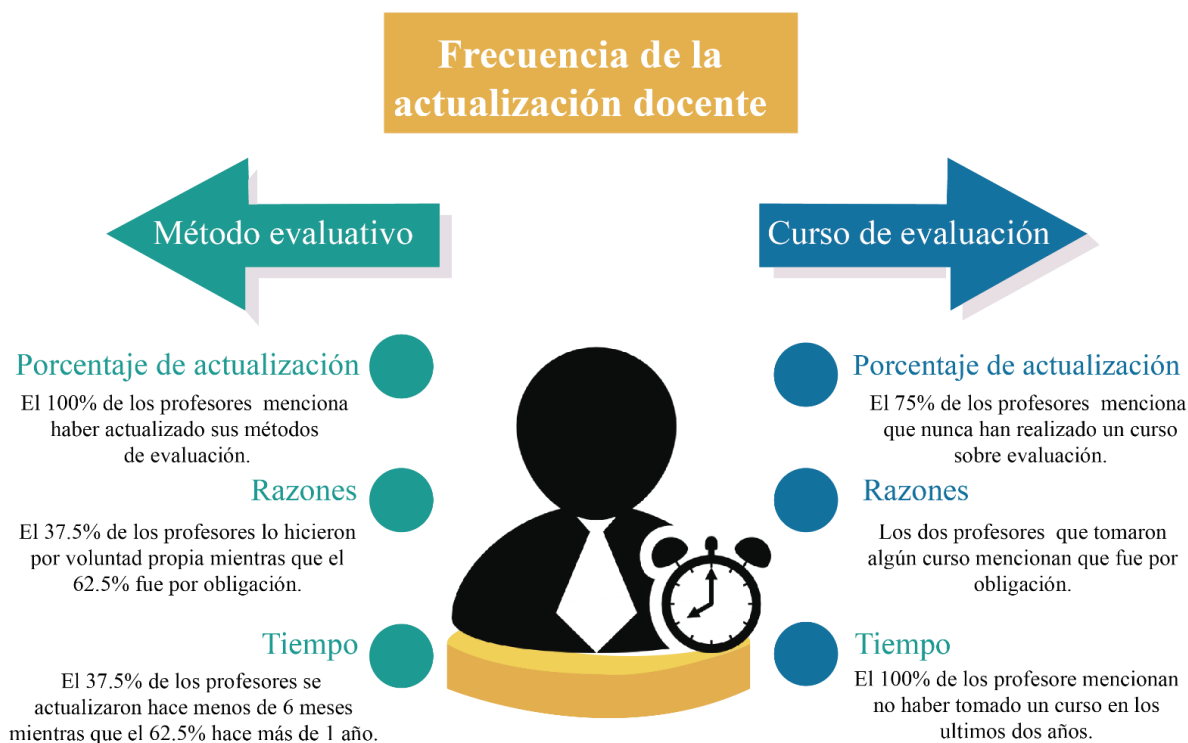 Frecuencia de la
actualización docente
Método evaluativo
Porcentaje de actualización
El 100% de los profesores menciona
haber actualizado sus métodos
de evaluación.
Razones
El 37.5% de los profesores lo hicieron
por voluntad propia mientras que el
62.5% fue por obligación.
Tiempo
El 37.5% de los profesores se
actualizaron hace menos de 6 meses
mientras que el 62.5% hace más de 1 año.
Curso de evaluación
Porcentaje de actualización
El 75% de los profesores menciona
que nunca han realizado un curso
sobre evaluación.
Razones
Los dos profesores que tomaron
algún curso mencionan que fue por
obligación.
Tiempo
El 100% de los profesore mencionan
no haber tomado un curso en los
ultimos dos años.